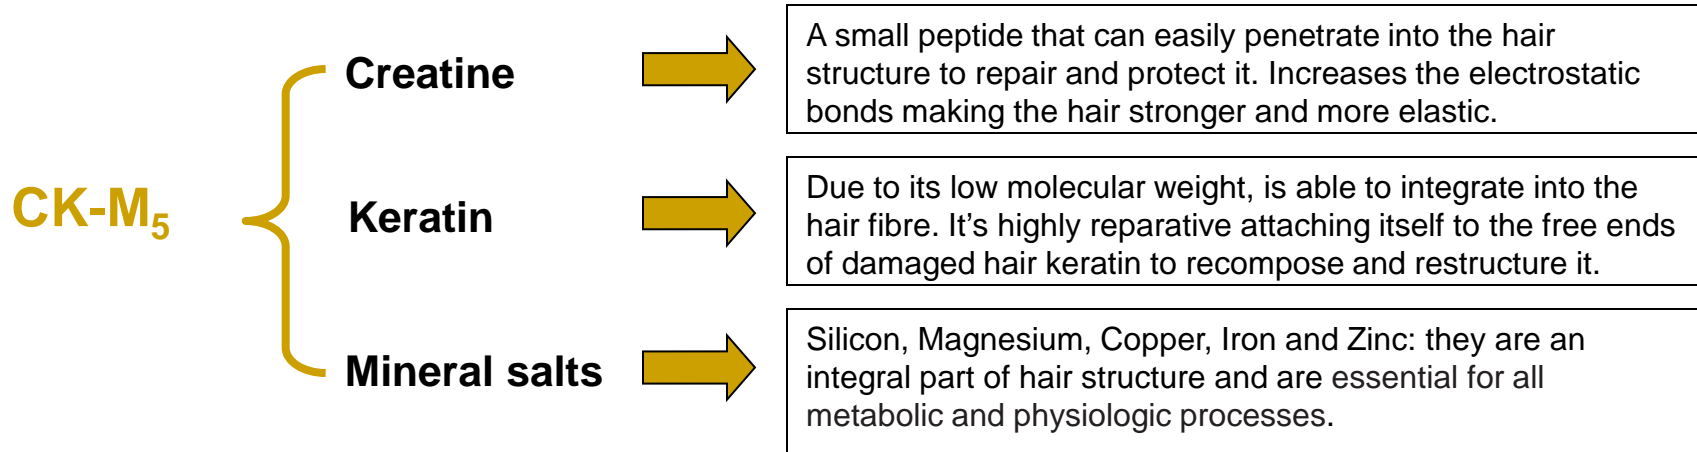 CK-M5
Creatine
A small peptide that can easily penetrate into the hair
structure to repair and protect it. Increases the electrostatic
bonds making the hair stronger and more elastic.
Keratin
Due to its low molecular weight, is able to integrate into the
hair fibre. It’s highly reparative attaching itself to the free ends
of damaged hair keratin to recompose and restructure it.
Mineral salts
Silicon, Magnesium, Copper, Iron and Zinc: they are an
integral part of hair structure and are essential for all
metabolic and physiologic processes.